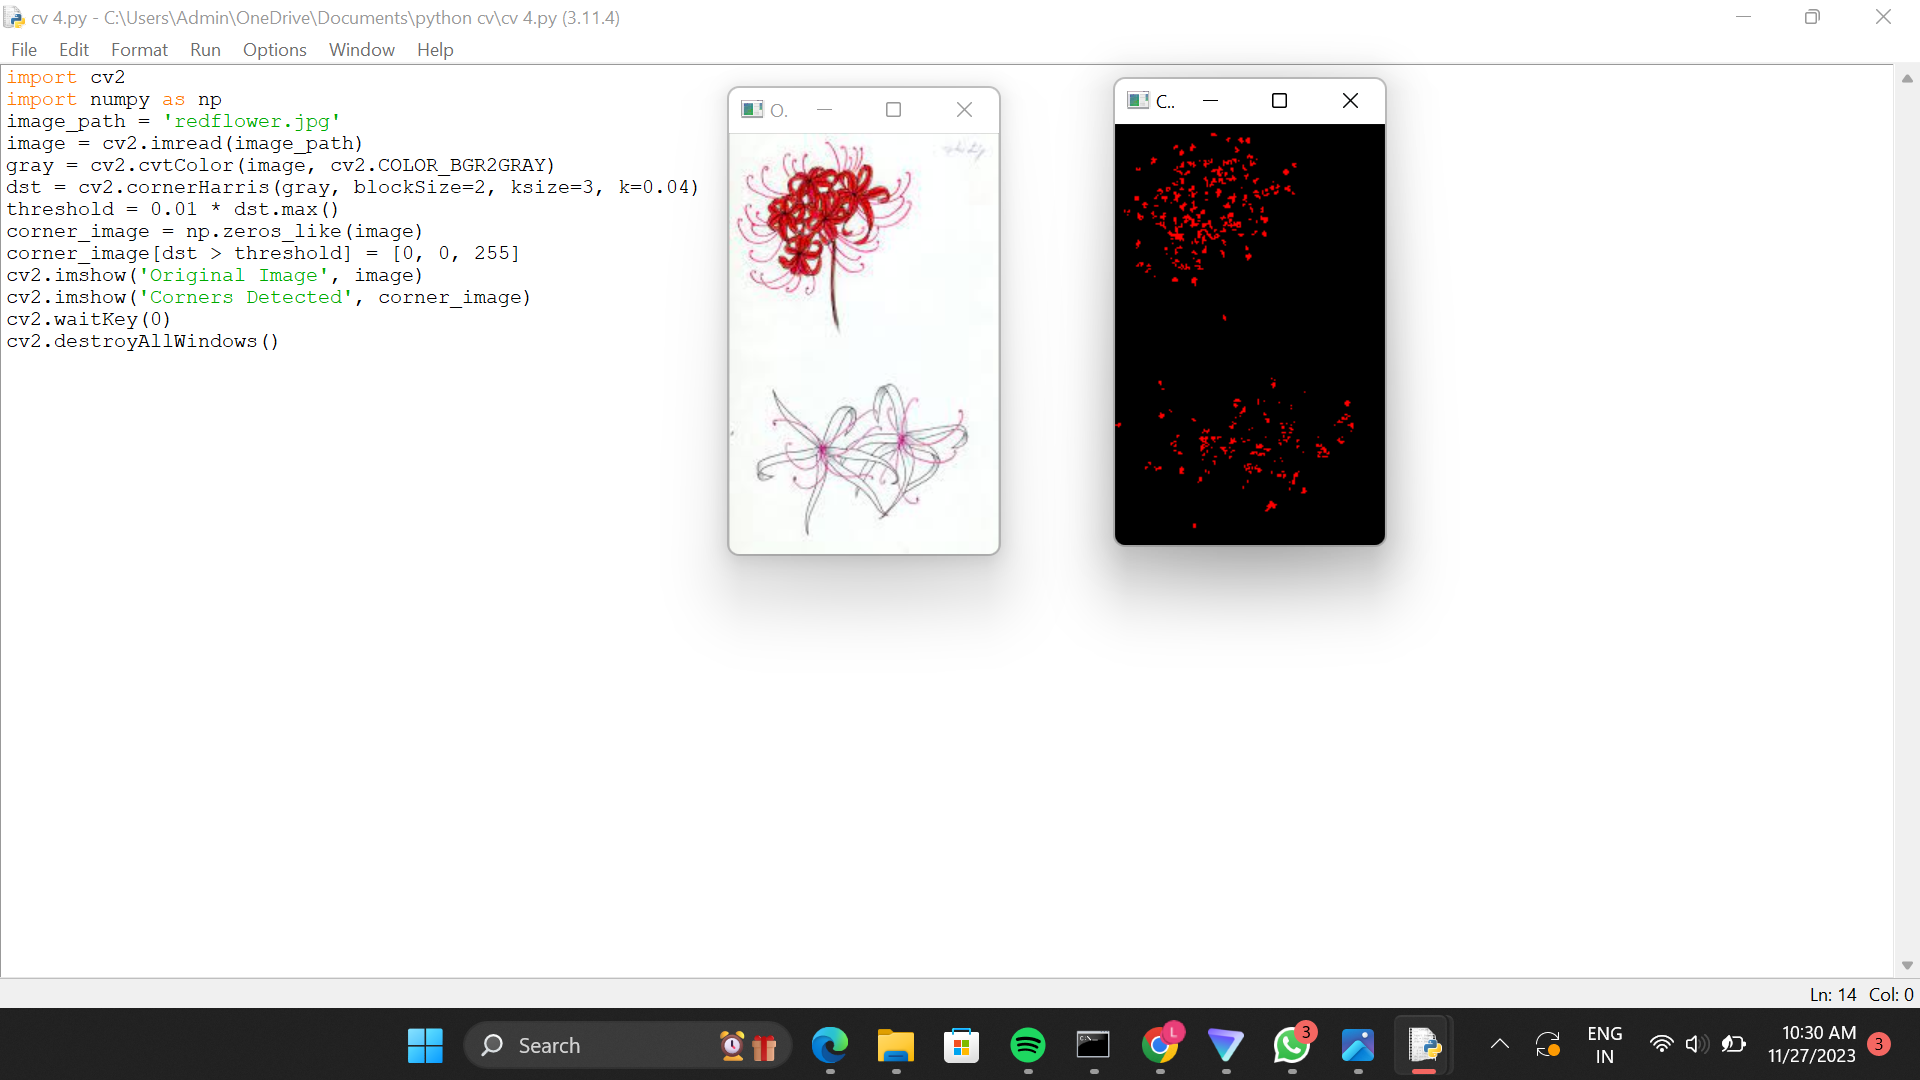 cv 4.py - C:\Users\Admin\OneDrive\Documents\python cv\cv 4.py (3.11.4)
File Edit Format Run Options Window Help
import cv2
import numpy as np
image_path = 'redflower.jpg'
image = cv2.imread(image_path)
gray = cv2.cvtColor(image, cv2.COLOR_BGR2GRAY)
dst = cv2.cornerHarris(gray, blockSize=2, ksize=3, k=0.04)
threshold = 0.01 * dst.max()
corner_image = np.zeros_like(image)
corner_image[dst > threshold] = [0, 0, 255]
cv2.imshow('Original Image', image)
cv2.imshow('Corners Detected', corner_image)
cv2.waitKey(0)
cv2.destroyAllWindows()
O.
C..
Ln: 14 Col: 0
Search
L
3
ENG
IN
10:30 AM
11/27/2023
3